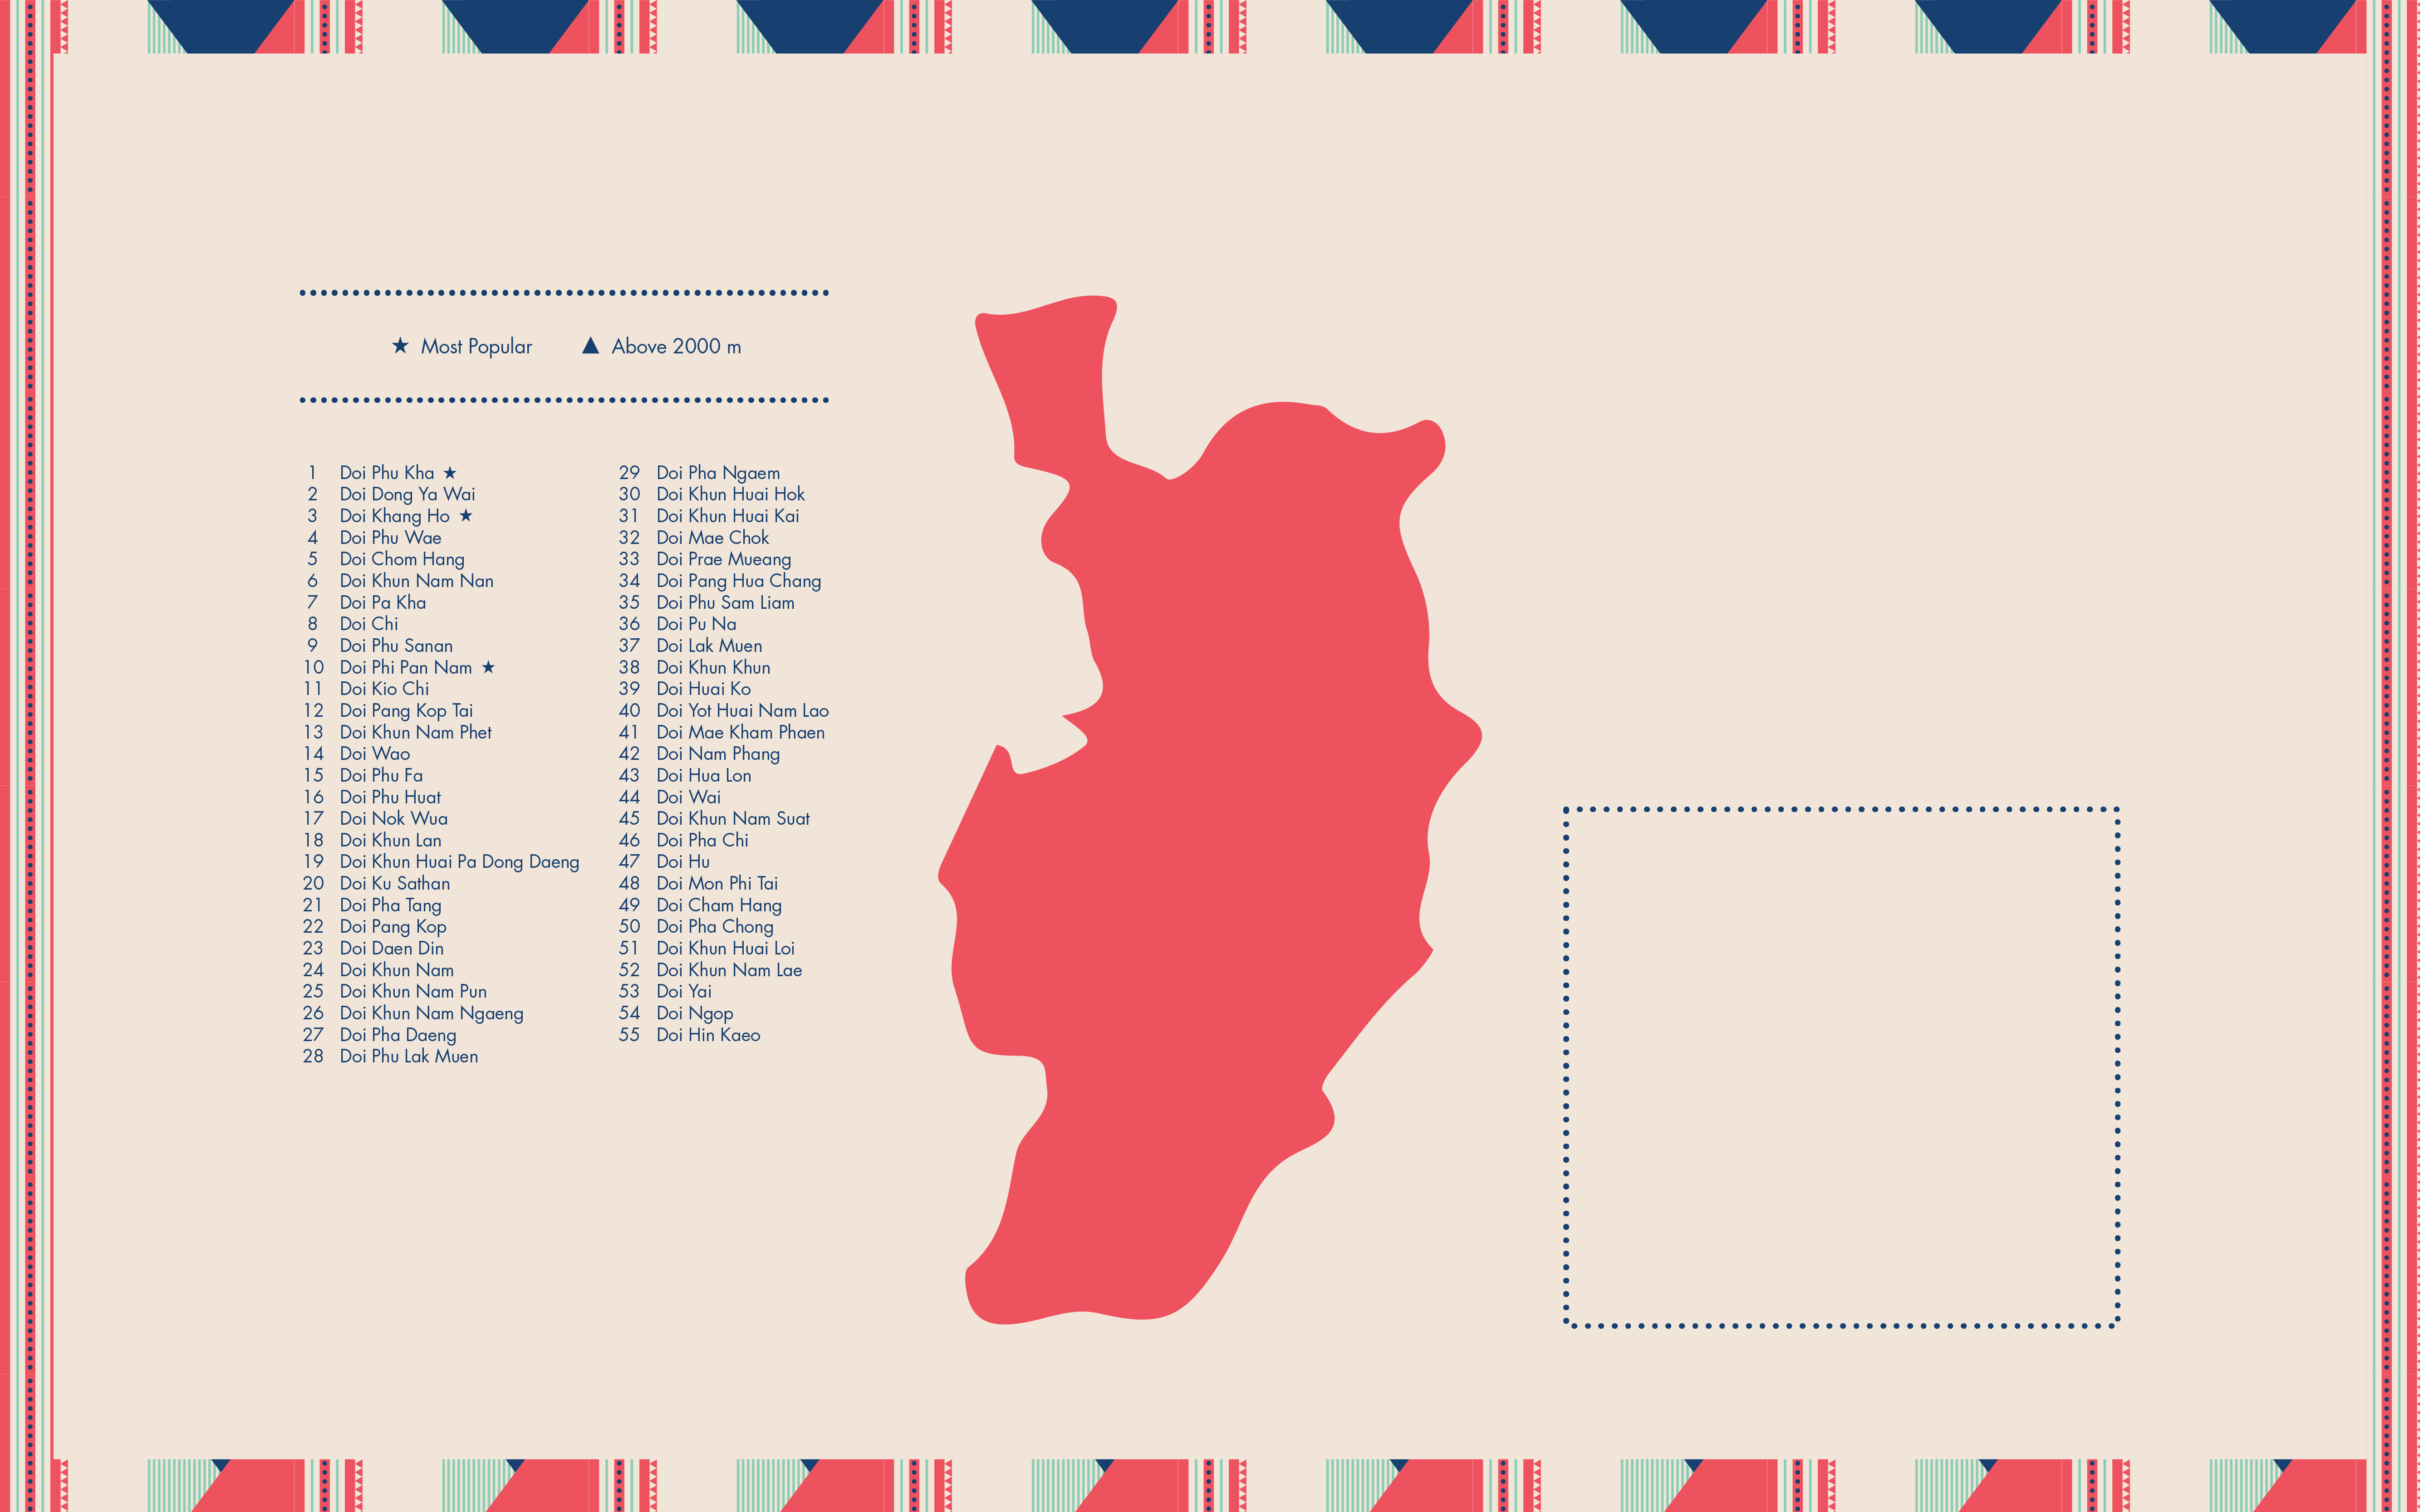 ★ Most Popular ▲ Above 2000 m
1 Doi Phu Kha ★
2 Doi Dong Ya Wai
3 Doi Khang Ho ★
4 Doi Phu Wae
5 Doi Chom Hang
6 Doi Khun Nam Nan
7 Doi Pa Kha
8 Doi Chi
9 Doi Phu Sanan
10 Doi Phi Pan Nam ★
11 Doi Kio Chi
12 Doi Pang Kop Tai
13 Doi Khun Nam Phet
14 Doi Wao
15 Doi Phu Fa
16 Doi Phu Huat
17 Doi Nok Wua
18 Doi Khun Lan
19 Doi Khun Huai Pa Dong Daeng
20 Doi Ku Sathan
21 Doi Pha Tang
22 Doi Pang Kop
23 Doi Daen Din
24 Doi Khun Nam
25 Doi Khun Nam Pun
26 Doi Khun Nam Ngaeng
27 Doi Pha Daeng
28 Doi Phu Lak Muen
29 Doi Pha Ngaem
30 Doi Khun Huai Hok
31 Doi Khun Huai Kai
32 Doi Mae Chok
33 Doi Prae Mueang
34 Doi Pang Hua Chang
35 Doi Phu Sam Liam
36 Doi Pu Na
37 Doi Lak Muen
38 Doi Khun Khun
39 Doi Huai Ko
40 Doi Yot Huai Nam Lao
41 Doi Mae Kham Phaen
42 Doi Nam Phang
43 Doi Hua Lon
44 Doi Wai
45 Doi Khun Nam Suat
46 Doi Pha Chi
47 Doi Hu
48 Doi Mon Phi Tai
49 Doi Cham Hang
50 Doi Pha Chong
51 Doi Khun Huai Loi
52 Doi Khun Nam Lae
53 Doi Yai
54 Doi Ngop
55 Doi Hin Kaeo